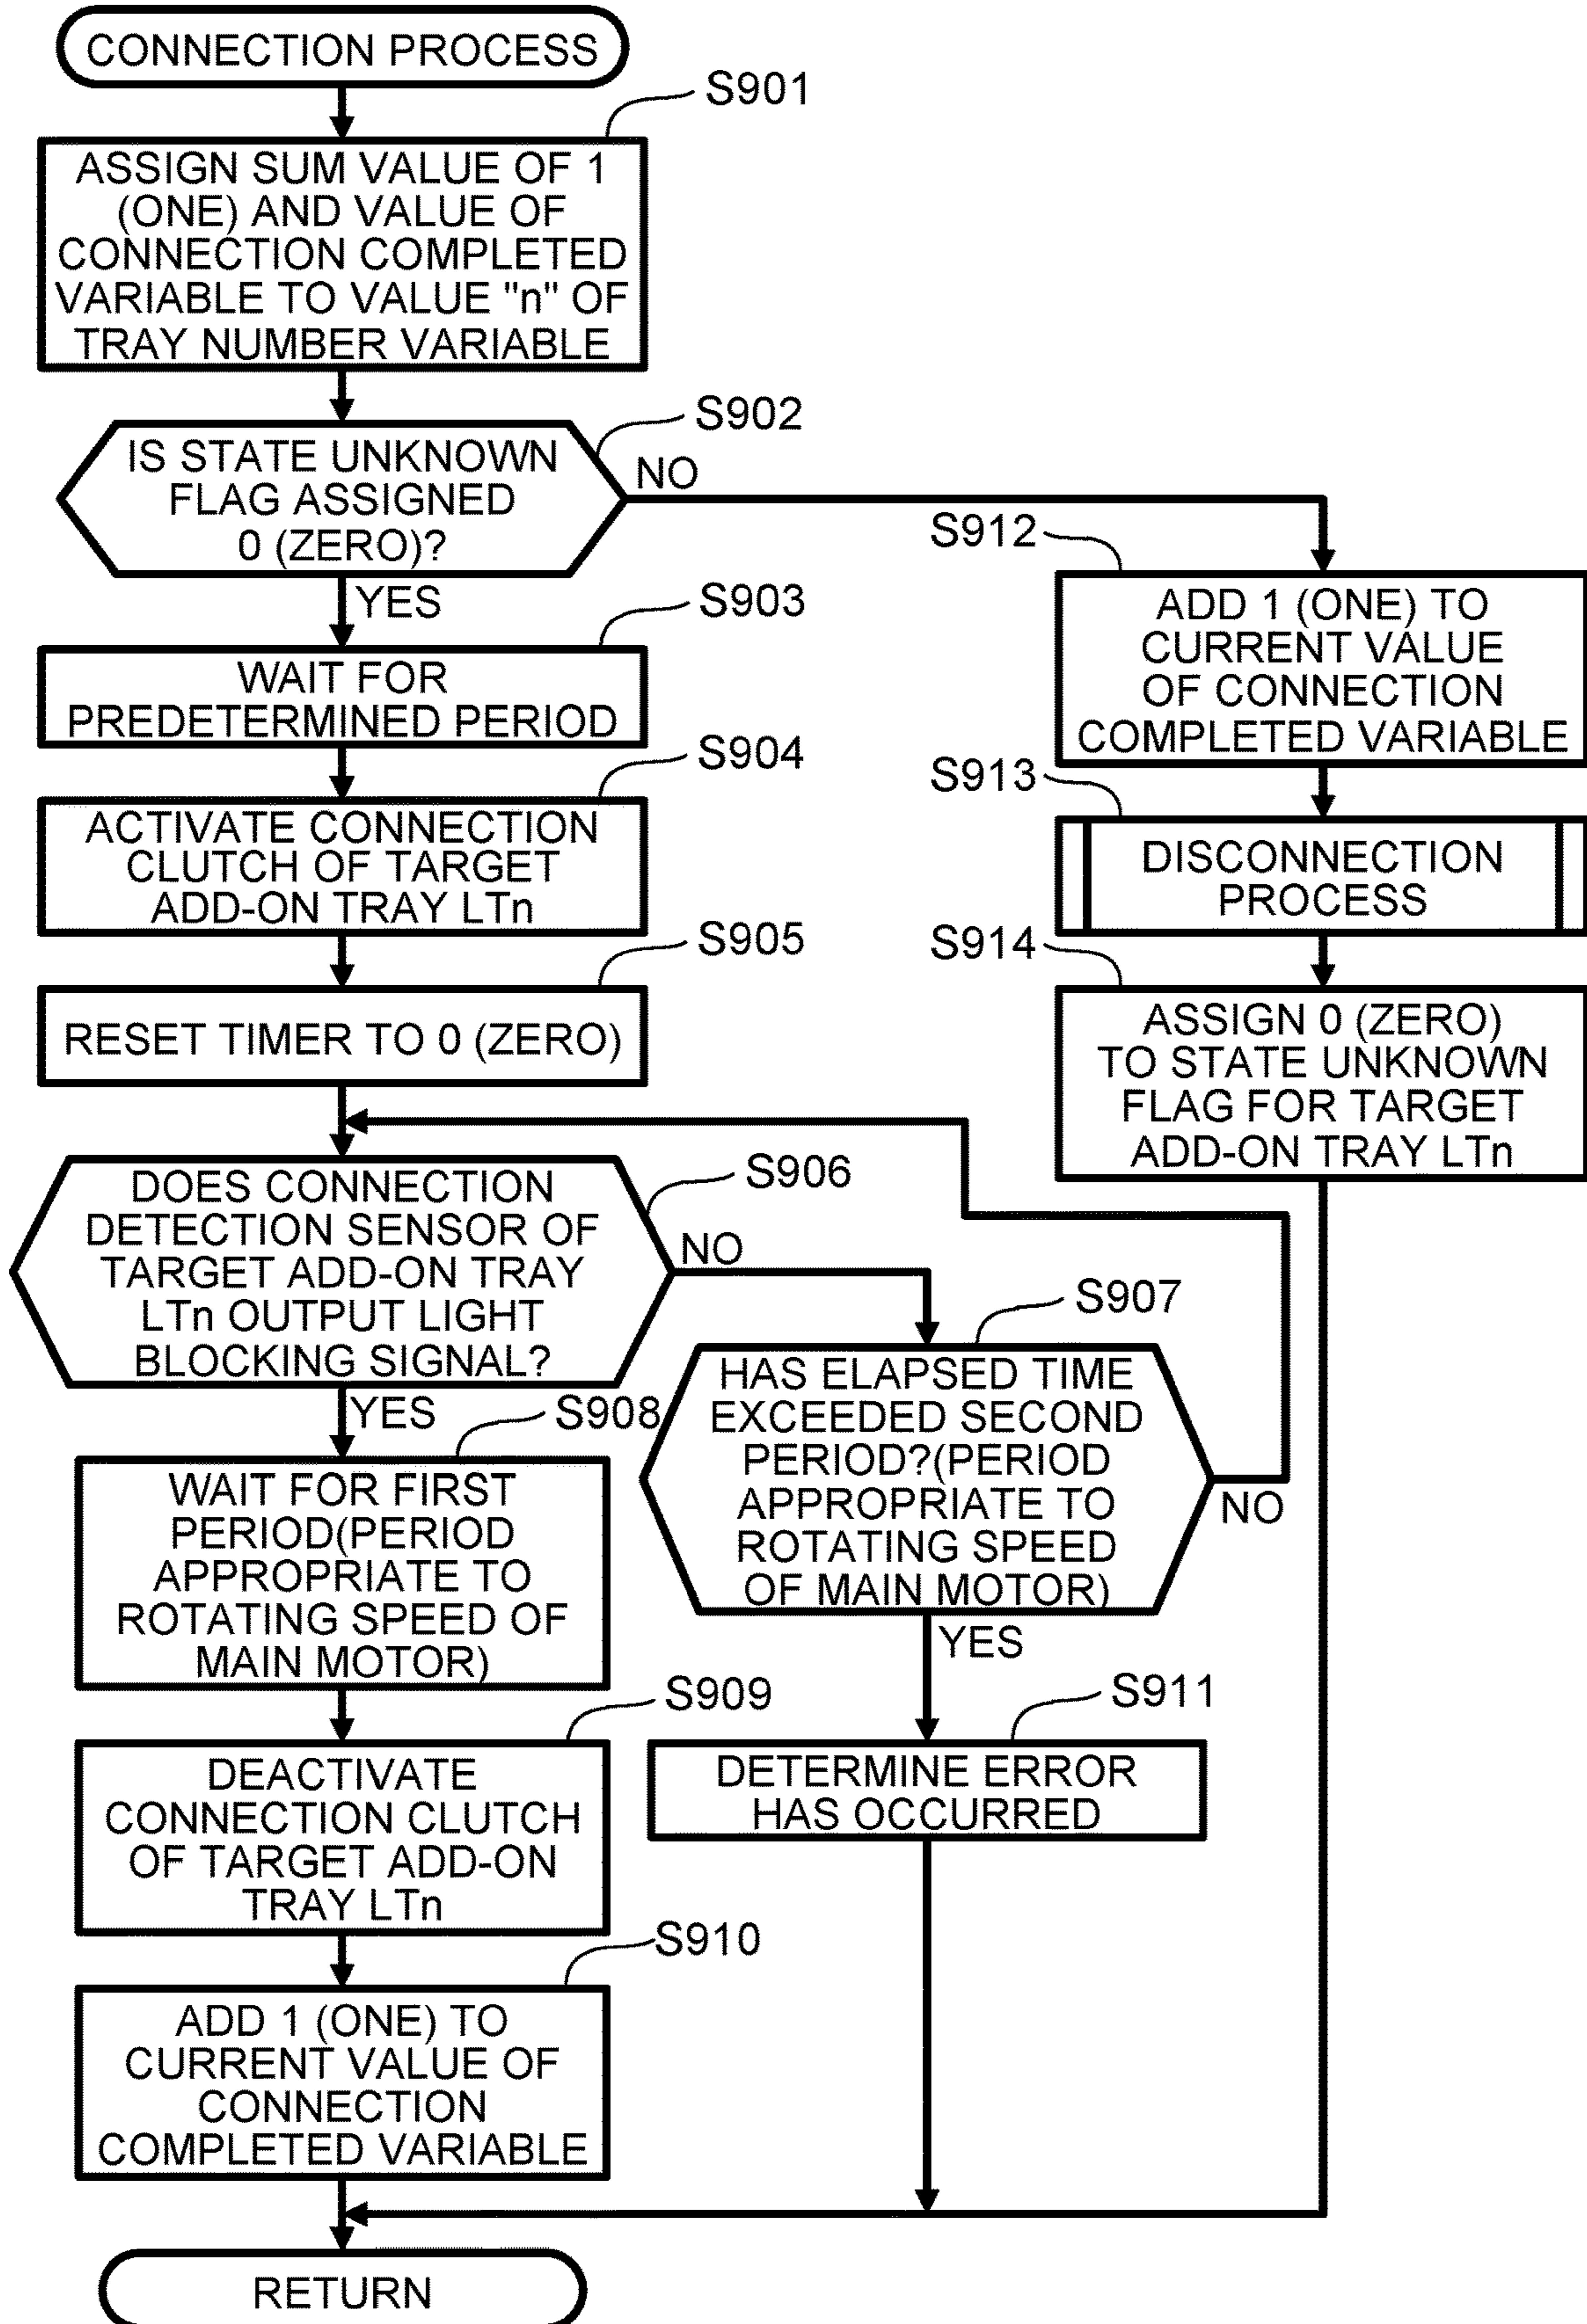 CONNECTION PROCESS
S901
ASSIGN SUM VALUE OF 1
(ONE) AND VALUE OF
CONNECTION COMPLETED
VARIABLE TO VALUE "n" OF
TRAY NUMBER VARIABLE
S902
IS STATE UNKNOWN
FLAG ASSIGNED
0 (ZERO)?
NO
YES
S903
WAIT FOR
PREDETERMINED PERIOD
S904
ACTIVATE CONNECTION
CLUTCH OF TARGET
ADD-ON TRAY LTn
S905
RESET TIMER TO 0 (ZERO)
S912
ADD 1 (ONE) TO
CURRENT VALUE
OF CONNECTION
COMPLETED VARIABLE
S913
DISCONNECTION
PROCESS
S914
ASSIGN 0 (ZERO)
TO STATE UNKNOWN
FLAG FOR TARGET
ADD-ON TRAY LTn
S906
DOES CONNECTION
DETECTION SENSOR OF
TARGET ADD-ON TRAY
LTn OUTPUT LIGHT
BLOCKING SIGNAL?
NO
YES
S907
HAS ELAPSED TIME
EXCEEDED SECOND
PERIOD?(PERIOD
APPROPRIATE TO
ROTATING SPEED
OF MAIN MOTOR)
NO
YES
S908
WAIT FOR FIRST
PERIOD(PERIOD
APPROPRIATE TO
ROTATING SPEED OF
MAIN MOTOR)
S909
DEACTIVATE
CONNECTION CLUTCH
OF TARGET ADD-ON
TRAY LTn
S911
DETERMINE ERROR
HAS OCCURRED
S910
ADD 1 (ONE) TO
CURRENT VALUE OF
CONNECTION
COMPLETED VARIABLE
RETURN